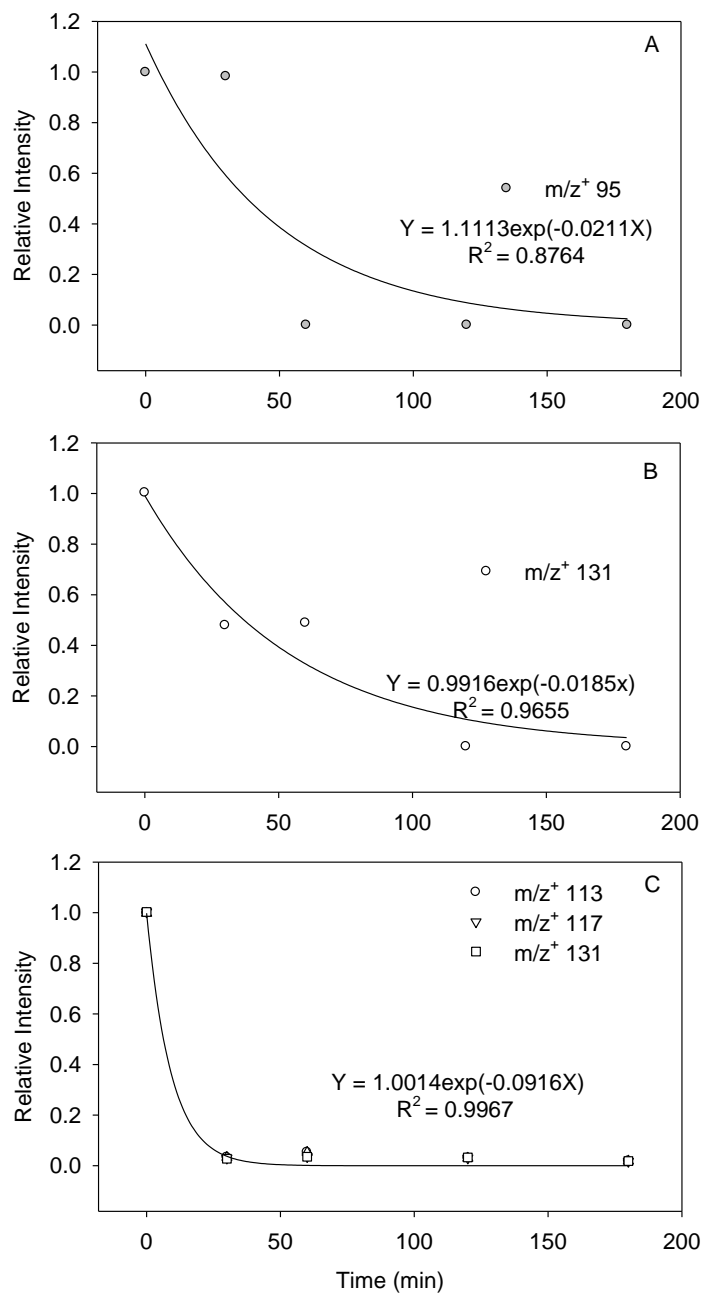 1.2
A
1.0
0.8
0.6
m/z⁺ 95
Y = 1.1113exp(-0.0211X)
0.4
R² = 0.8764
0.2
0.0
Relative Intensity
0 50 100 150 200
1.2
B
1.0
0.8
m/z⁺ 131
0.6
0.4
Y = 0.9916exp(-0.0185x)
0.2
R² = 0.9655
0.0
Relative Intensity
0 50 100 150 200
1.2
C
m/z⁺ 113
1.0
m/z⁺ 117
m/z⁺ 131
0.8
0.6
0.4
Y = 1.0014exp(-0.0916X)
R² = 0.9967
0.2
0.0
Relative Intensity
0 50 100 150 200
Time (min)